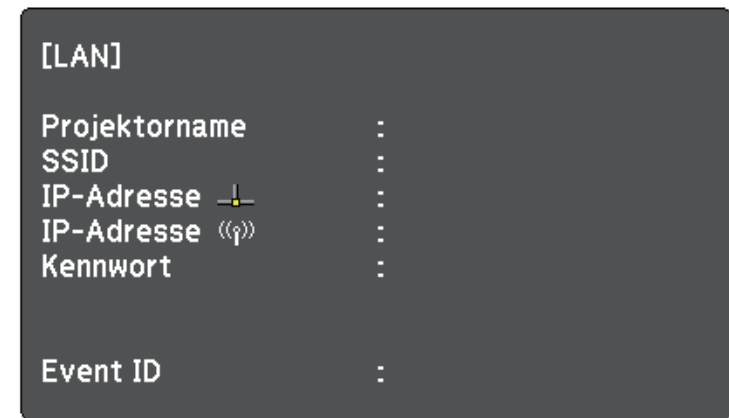 [LAN]
Projektorname :
SSID :
IP-Adresse :
IP-Adresse :
Kennwort :
Event ID :